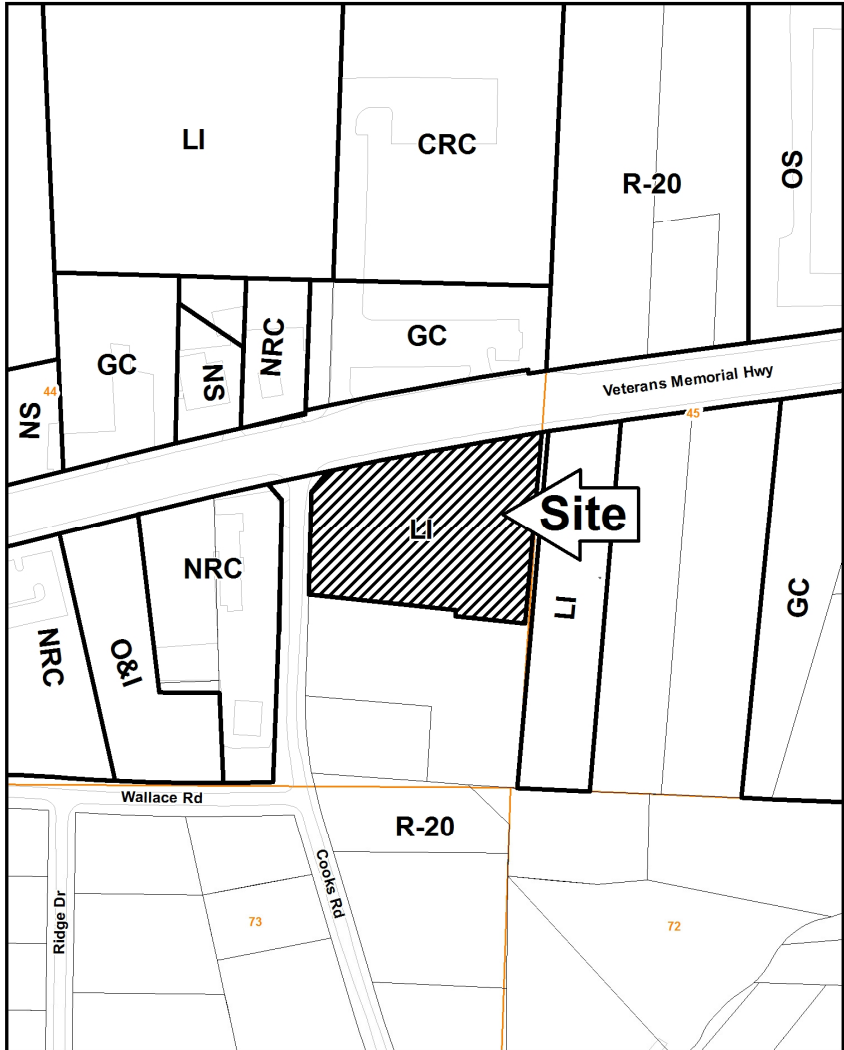 LI
CRC
R-20
OS
GC
NS
NRC
GC
Veterans Memorial Hwy
NS
44
45
LI
Site
NRC
LI
GC
NRC
O&I
Wallace Rd
R-20
Cooks Rd
Ridge Dr
73
72